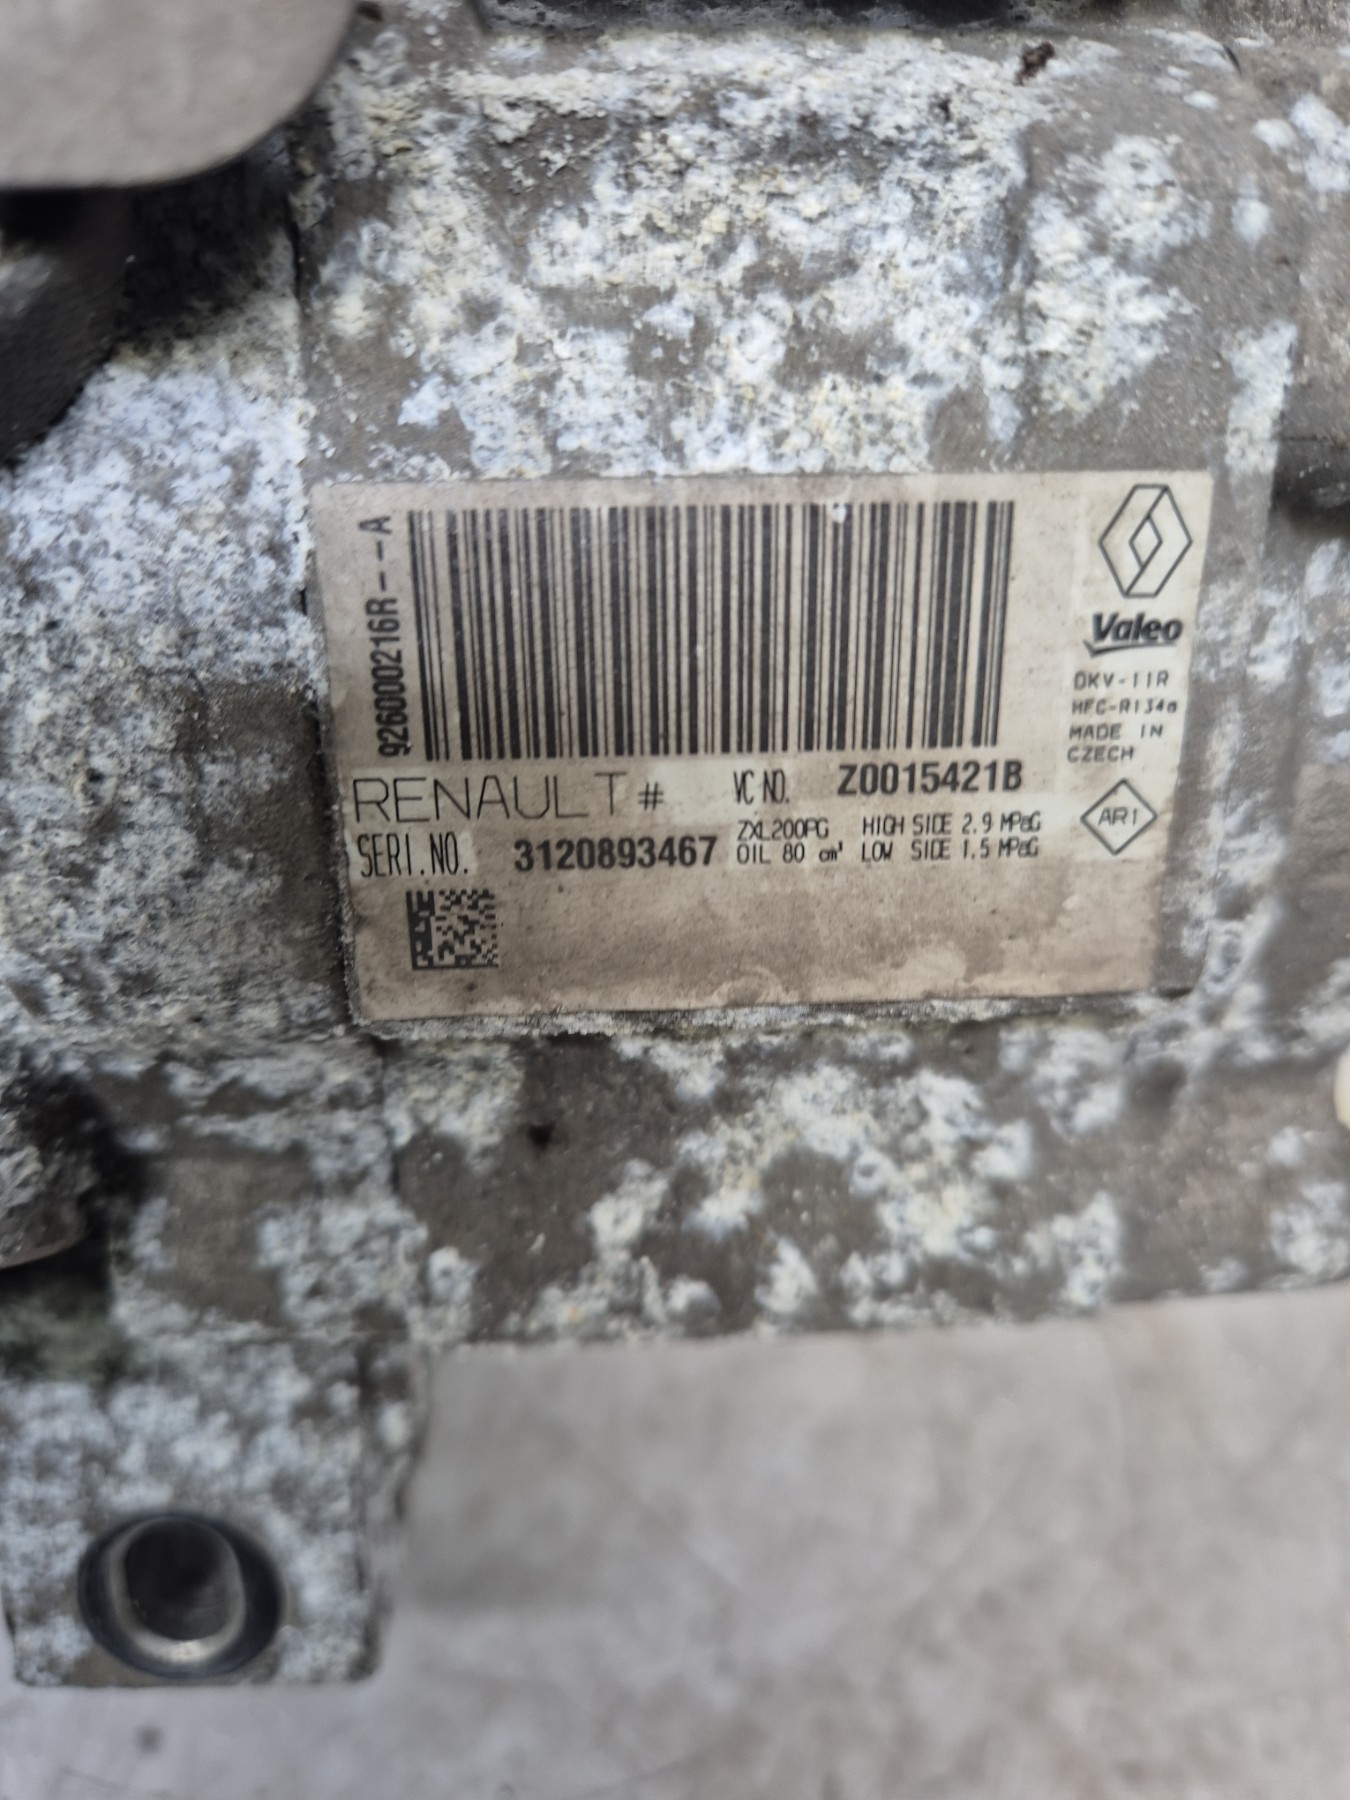 926000216R--A
Valeo
DKV-11R
HFC-R134a
MADE IN
CZECH
RENAULT # VC NO. Z0015421B
SERI.NO. 3120893467
ZXL200PG HIGH SIDE 2.9 MPaG
OIL 80 cm³ LOW SIDE 1.5 MPaG
AR1